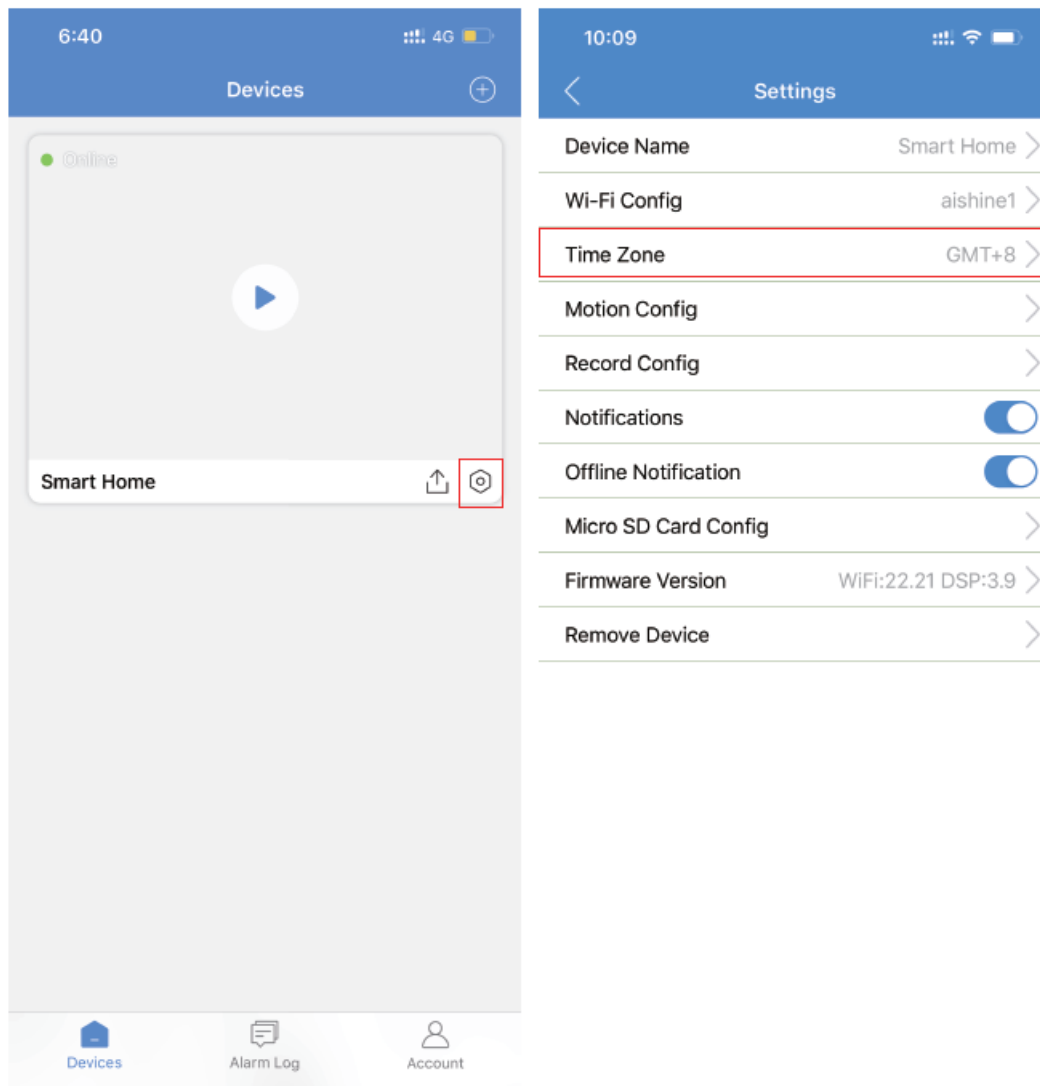 6:40
4G
Devices
Online
Smart Home
Devices
Alarm Log
Account
10:09
Settings
Device Name Smart Home
Wi-Fi Config aishine1
Time Zone GMT+8
Motion Config
Record Config
Notifications
Offline Notification
Micro SD Card Config
Firmware Version WiFi:22.21 DSP:3.9
Remove Device